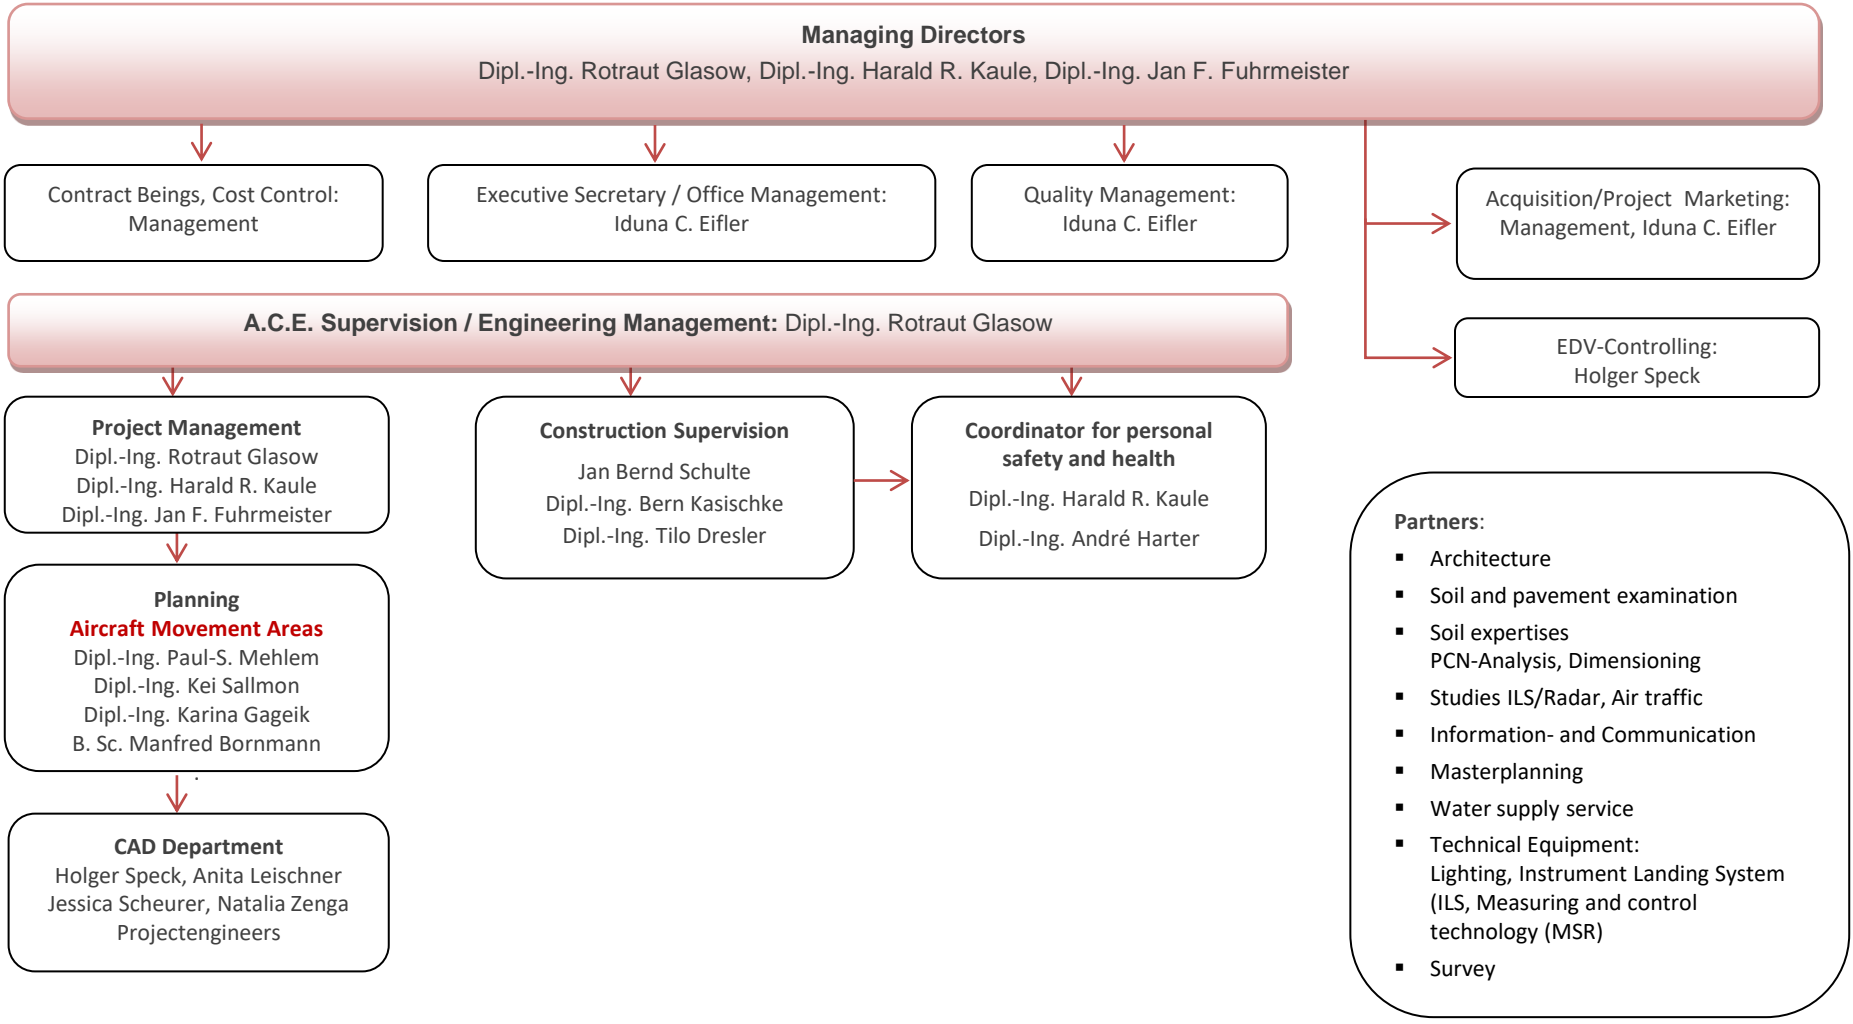 Managing Directors
Dipl.-Ing. Rotraut Glasow, Dipl.-Ing. Harald R. Kaule, Dipl.-Ing. Jan F. Fuhrmeister
Contract Beings, Cost Control:
Management
Executive Secretary / Office Management:
Iduna C. Eifler
Quality Management:
Iduna C. Eifler
Acquisition/Project Marketing:
Management, Iduna C. Eifler
EDV-Controlling:
Holger Speck
A.C.E. Supervision / Engineering Management: Dipl.-Ing. Rotraut Glasow
Project Management
Dipl.-Ing. Rotraut Glasow
Dipl.-Ing. Harald R. Kaule
Dipl.-Ing. Jan F. Fuhrmeister
Construction Supervision
Jan Bernd Schulte
Dipl.-Ing. Bern Kasischke
Dipl.-Ing. Tilo Dresler
Coordinator for personal
safety and health
Dipl.-Ing. Harald R. Kaule
Dipl.-Ing. André Harter
Planning
Aircraft Movement Areas
Dipl.-Ing. Paul-S. Mehlem
Dipl.-Ing. Kei Sallmon
Dipl.-Ing. Karina Gageik
B. Sc. Manfred Bornmann
.
CAD Department
Holger Speck, Anita Leischner
Jessica Scheurer, Natalia Zenga
Projectengineers
Partners:
▪ Architecture
▪ Soil and pavement examination
▪ Soil expertises
PCN-Analysis, Dimensioning
▪ Studies ILS/Radar, Air traffic
▪ Information- and Communication
▪ Masterplanning
▪ Water supply service
▪ Technical Equipment:
Lighting, Instrument Landing System
(ILS, Measuring and control
technology (MSR)
▪ Survey